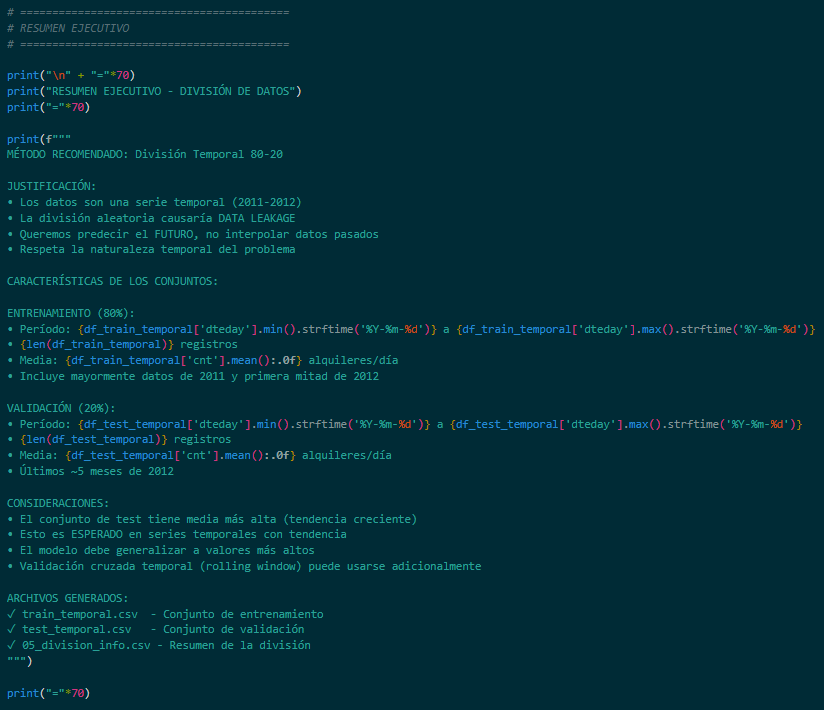 # ==========================================
# RESUMEN EJECUTIVO
# ==========================================
print("\n" + "="*70)
print("RESUMEN EJECUTIVO - DIVISIÓN DE DATOS")
print("="*70)
print(f"""
MÉTODO RECOMENDADO: División Temporal 80-20
JUSTIFICACIÓN:
• Los datos son una serie temporal (2011-2012)
• La división aleatoria causaría DATA LEAKAGE
• Queremos predecir el FUTURO, no interpolar datos pasados
• Respeta la naturaleza temporal del problema
CARACTERÍSTICAS DE LOS CONJUNTOS:
ENTRENAMIENTO (80%):
• Período: {df_train_temporal['dteday'].min().strftime('%Y-%m-%d')} a {df_train_temporal['dteday'].max().strftime('%Y-%m-%d')}
• {len(df_train_temporal)} registros
• Media: {df_train_temporal['cnt'].mean():.0f} alquileres/día
• Incluye mayormente datos de 2011 y primera mitad de 2012
VALIDACIÓN (20%):
• Período: {df_test_temporal['dteday'].min().strftime('%Y-%m-%d')} a {df_test_temporal['dteday'].max().strftime('%Y-%m-%d')}
• {len(df_test_temporal)} registros
• Media: {df_test_temporal['cnt'].mean():.0f} alquileres/día
• Últimos ~5 meses de 2012
CONSIDERACIONES:
• El conjunto de test tiene media más alta (tendencia creciente)
• Esto es ESPERADO en series temporales con tendencia
• El modelo debe generalizar a valores más altos
• Validación cruzada temporal (rolling window) puede usarse adicionalmente
ARCHIVOS GENERADOS:
✓ train_temporal.csv  - Conjunto de entrenamiento
✓ test_temporal.csv   - Conjunto de validación
✓ 05_division_info.csv - Resumen de la división
""")
print("="*70)